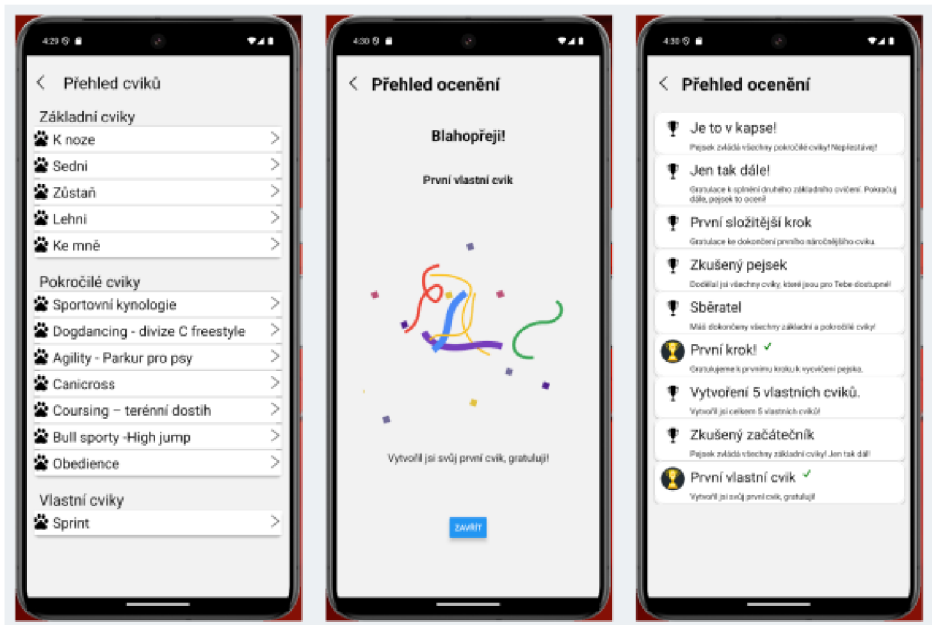 4:29
Přehled cviků
Základní cviky
K noze
Sedni
Zůstaň
Lehni
Ke mně
Pokročilé cviky
Sportovní kynologie
Dogdancing - divize C freestyle
Agility - Parkur pro psy
Canicross
Coursing – terénní dostih
Bull sporty -High jump
Obedience
Vlastní cviky
Sprint
4:30
Přehled ocenění
Blahopřeji!
První vlastní cvik
Vytvořil jsi svůj první cvik, gratuluji!
ZAVŘÍT
4:30
Přehled ocenění
Je to v kapse!
Pejsek zvládá všechny pokročilé cviky! Nepřestávej!
Jen tak dále!
Gratulace k splnění druhého základního cvičení. Pokračuj
dále, pejsek to ocení!
První složitější krok
Gratulace ke dokončení prvního náročnějšího cviku.
Zkušený pejsek
Dodělal jsi všechny cviky, které jsou pro Tebe dostupné!
Sběratel
Máš dokončeny všechny základní a pokročilé cviky!
První krok!
Gratulujeme k prvnímu kroku k vycvičení pejska.
Vytvoření 5 vlastních cviků.
Vytvořil jsi celkem 5 vlastních cviků!
Zkušený začátečník
Pejsek zvládá všechny základní cviky! Jen tak dál!
První vlastní cvik
Vytvořil jsi svůj první cvik, gratuluji!